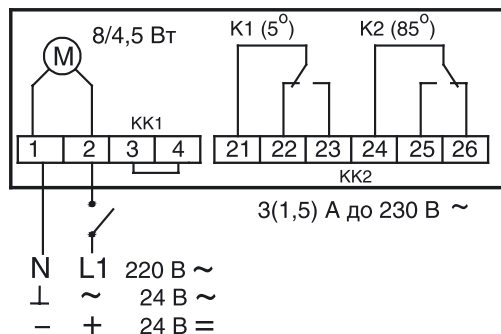 8/4,5 Вт K1 (5°) K2 (85°)
M
KK1
1 2 3 4 21 22 23 24 25 26
KK2
3(1,5) А до 230 В ~
N L1 220 В ~
⊥ ~ 24 В ~
– + 24 В =